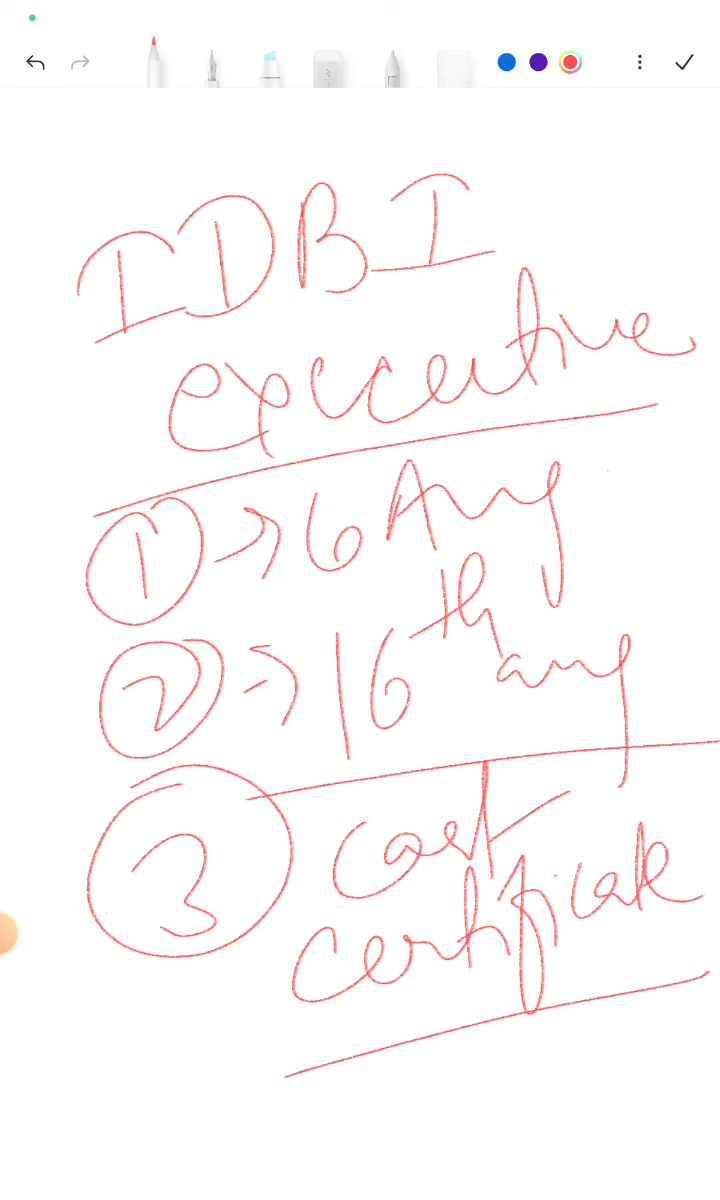 IDBI
executive
① → 6 Aug
② → 16th aug
③ cast
certificate